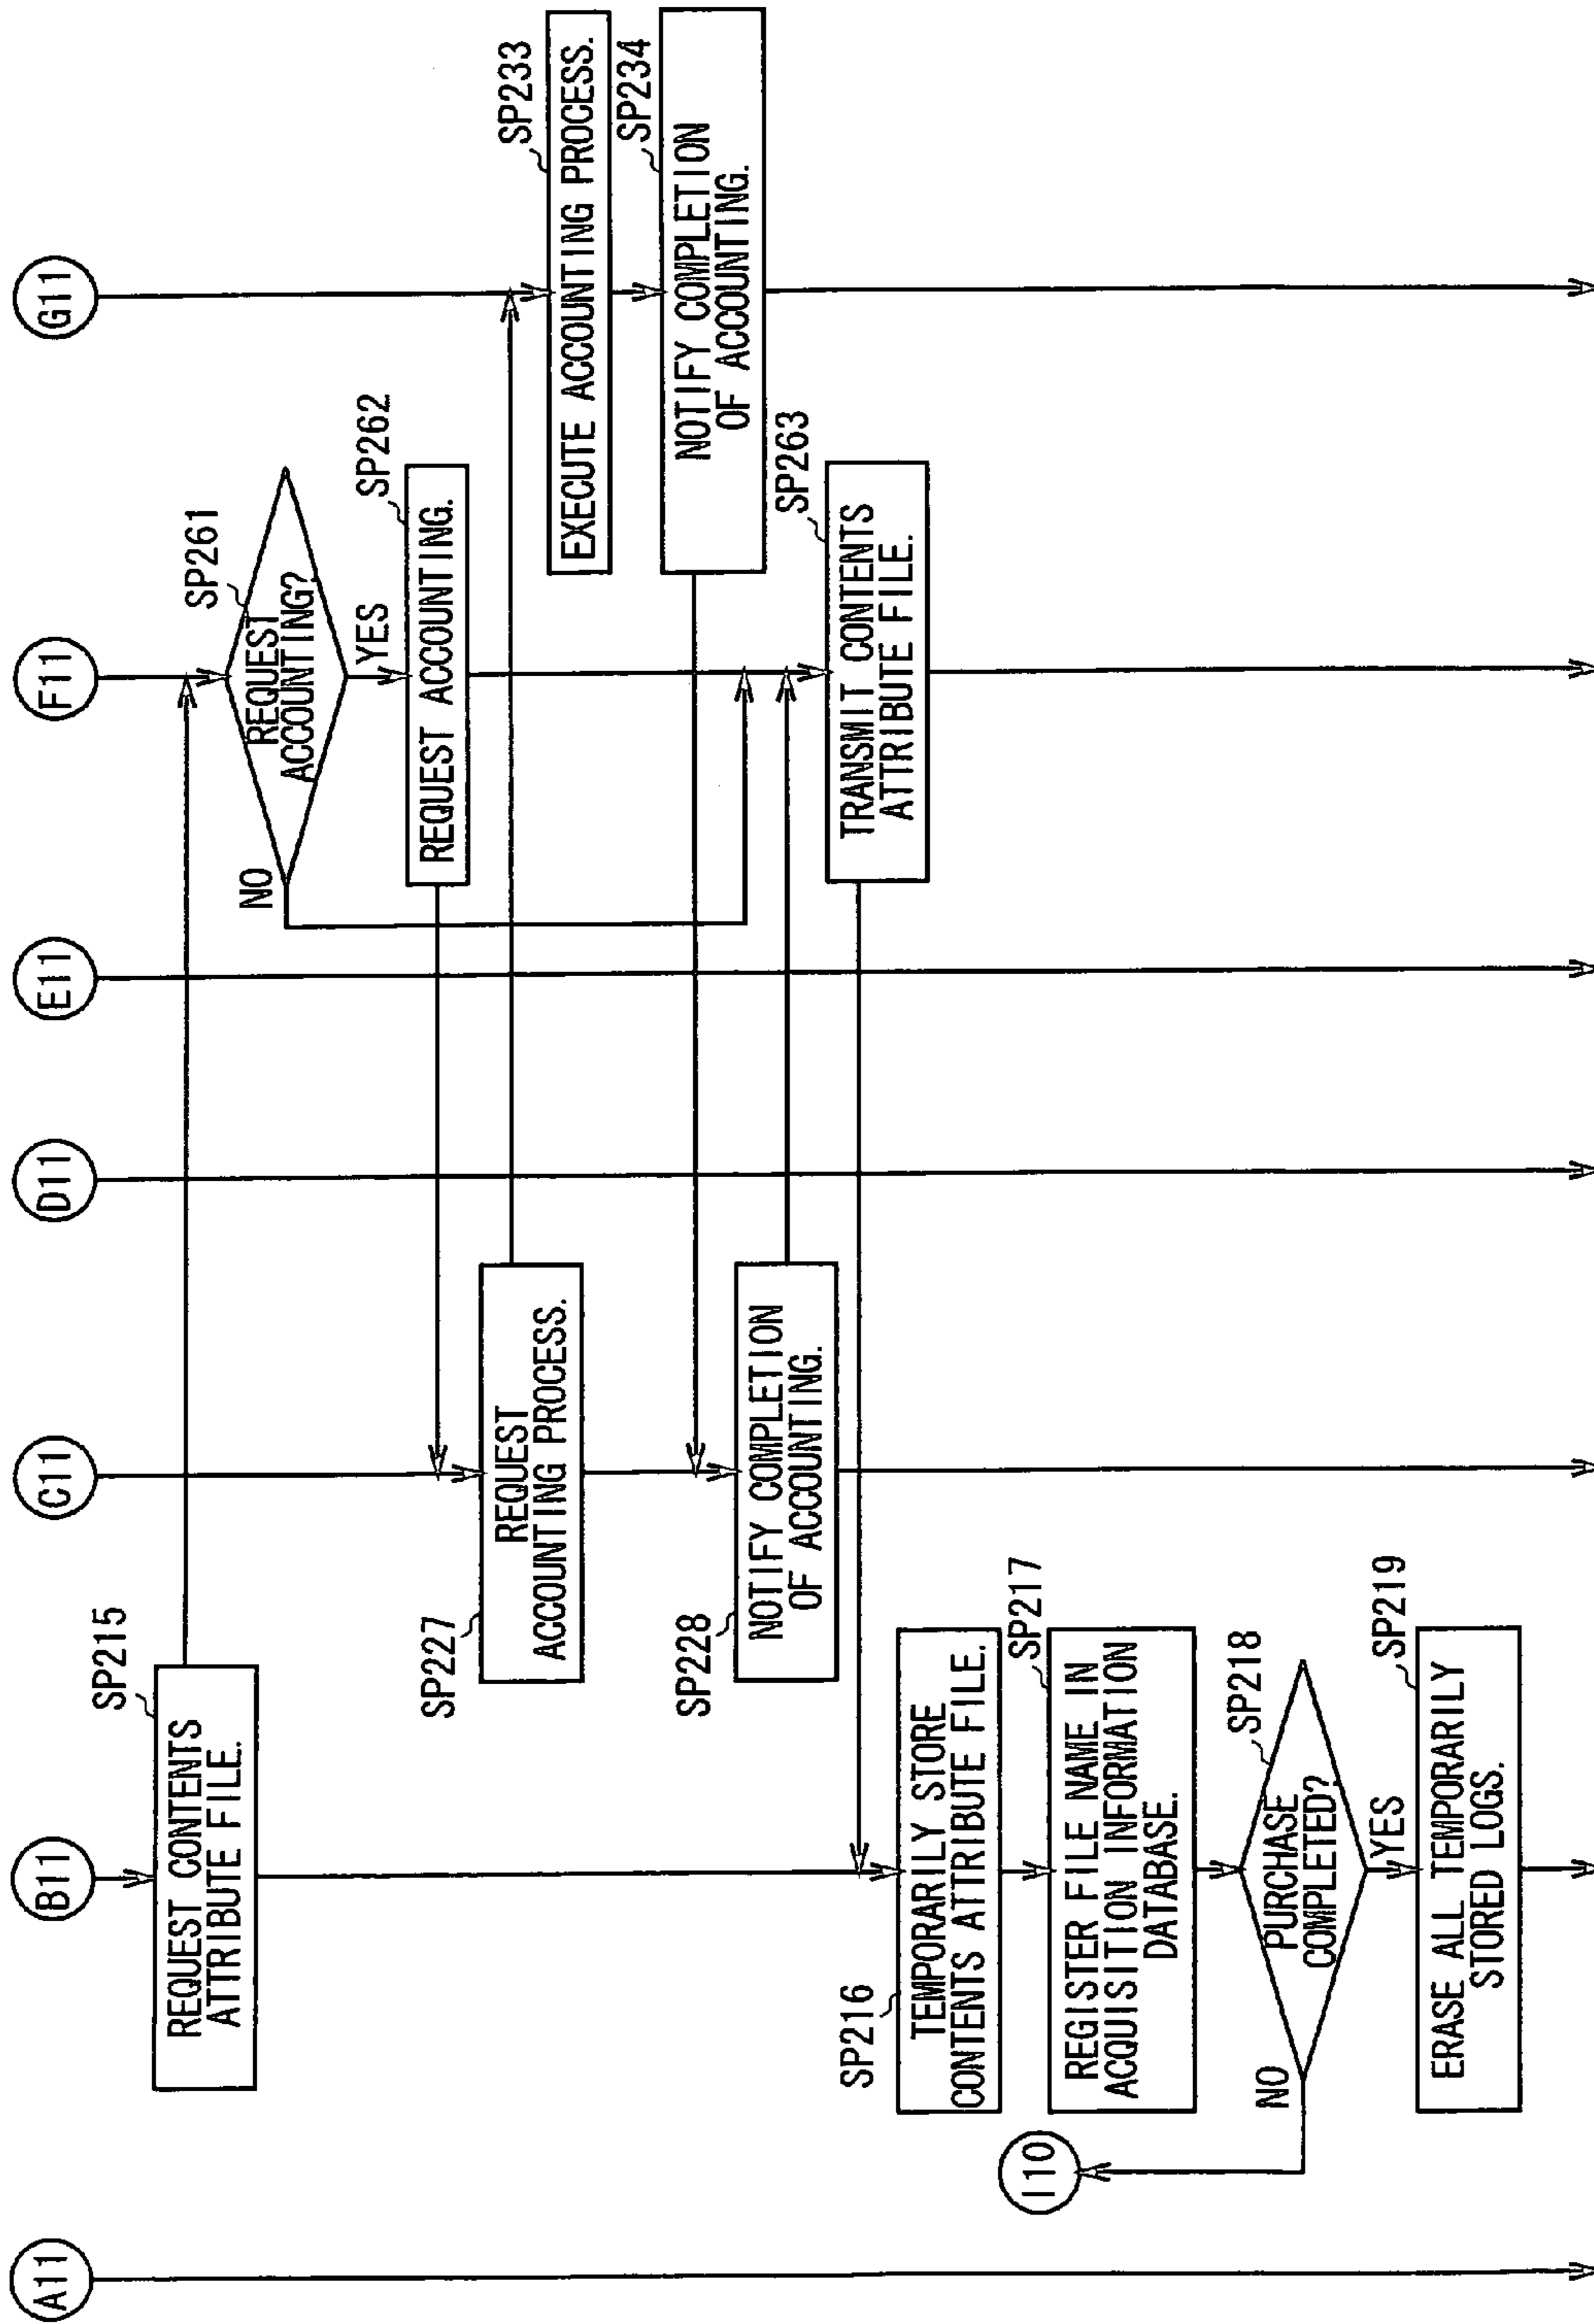 A11
B11
C11
D11
E11
F11
G11
SP215
REQUEST CONTENTS
ATTRIBUTE FILE.
SP261
REQUEST
ACCOUNTING?
NO
YES
SP262
REQUEST ACCOUNTING.
SP227
REQUEST
ACCOUNTING PROCESS.
SP233
EXECUTE ACCOUNTING PROCESS.
SP234
NOTIFY COMPLETION
OF ACCOUNTING.
SP228
NOTIFY COMPLETION
OF ACCOUNTING.
SP263
TRANSMIT CONTENTS
ATTRIBUTE FILE.
SP216
TEMPORARILY STORE
CONTENTS ATTRIBUTE FILE.
SP217
REGISTER FILE NAME IN
ACQUISITION INFORMATION
DATABASE.
I10
SP218
PURCHASE
COMPLETED?
NO
YES
SP219
ERASE ALL TEMPORARILY
STORED LOGS.